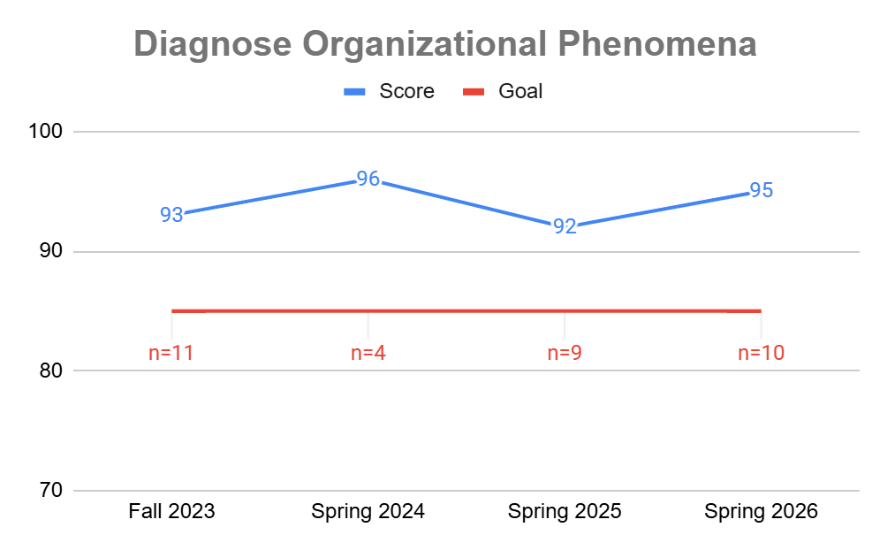 Diagnose Organizational Phenomena
Score Goal
100
93 96 92 95
90
n=11 n=4 n=9 n=10
80
70
Fall 2023 Spring 2024 Spring 2025 Spring 2026